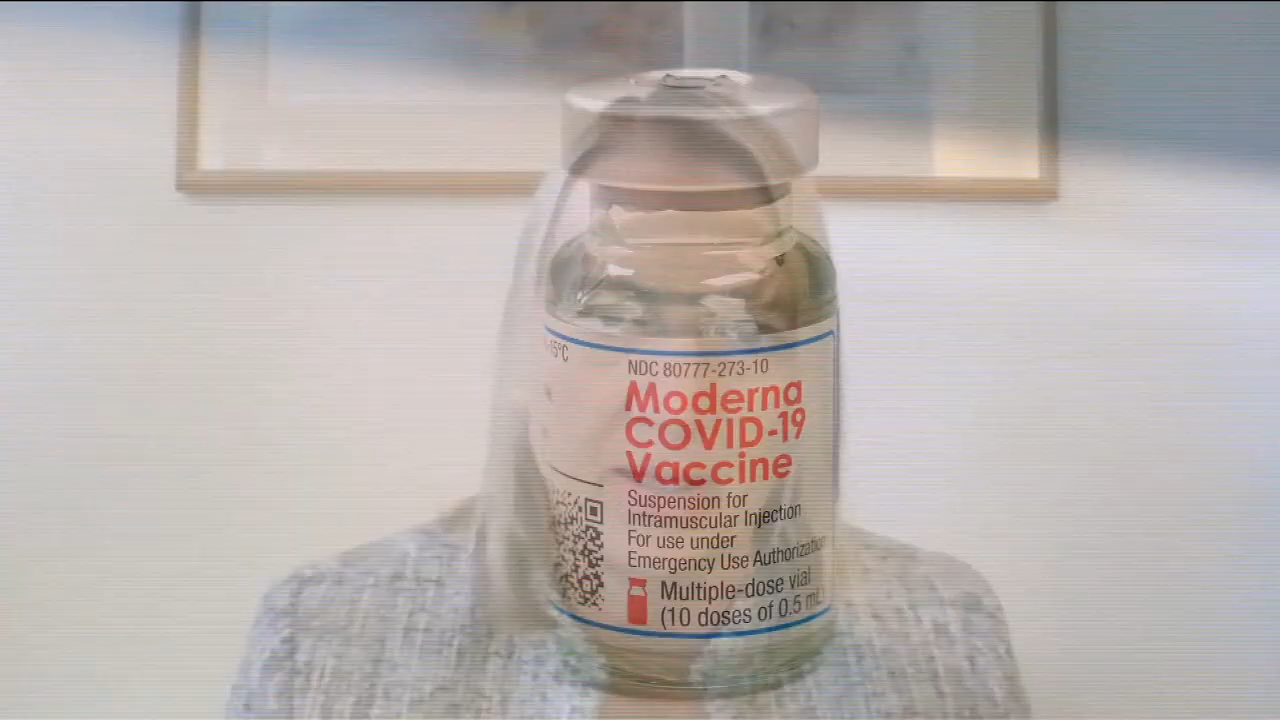 -15°C
NDC 80777-273-10
Moderna
COVID-19
Vaccine
Suspension for
Intramuscular Injection
For use under
Emergency Use Authorization
Multiple-dose vial
(10 doses of 0.5 mL)